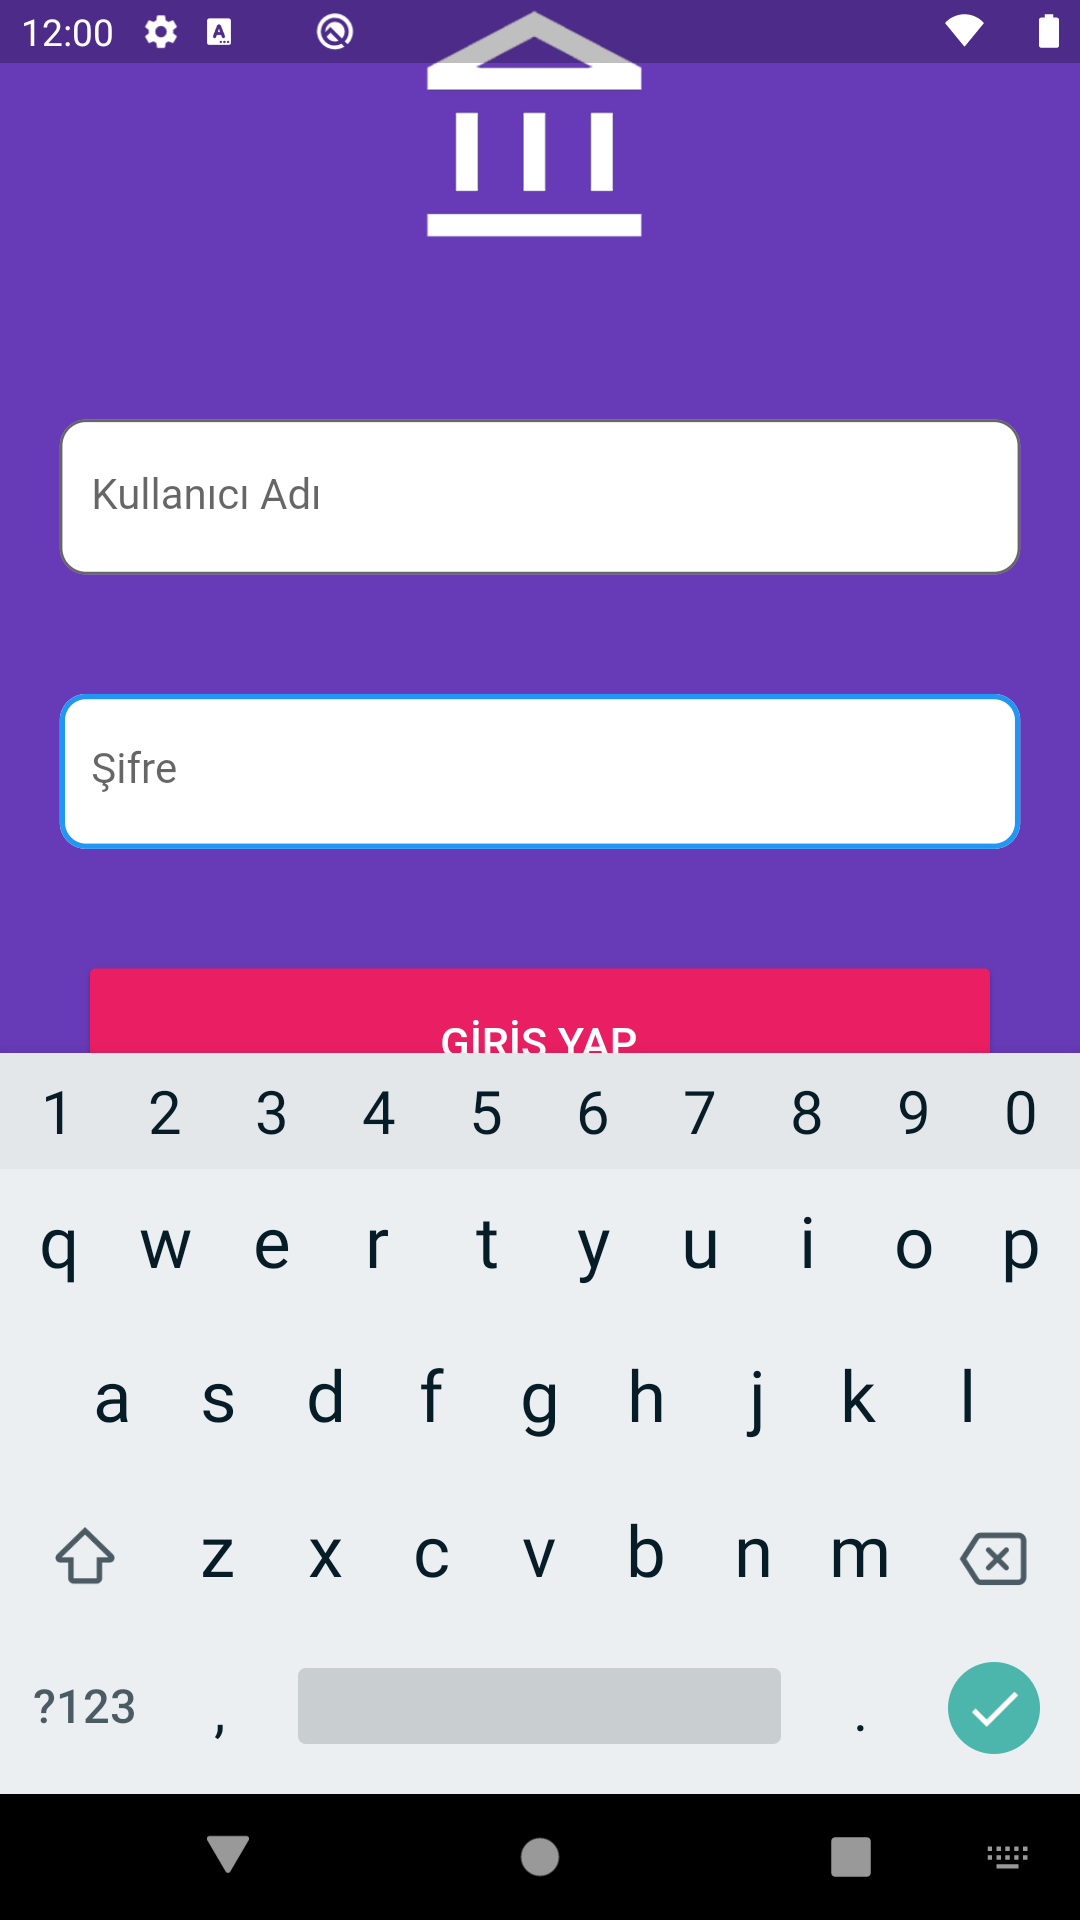 12:00
Kullanıcı Adı
Şifre
GİRİŞ YAP
1 2 3 4 5 6 7 8 9 0
q w e r t y u i o p
a s d f g h j k l
z x c v b n m
?123 , .